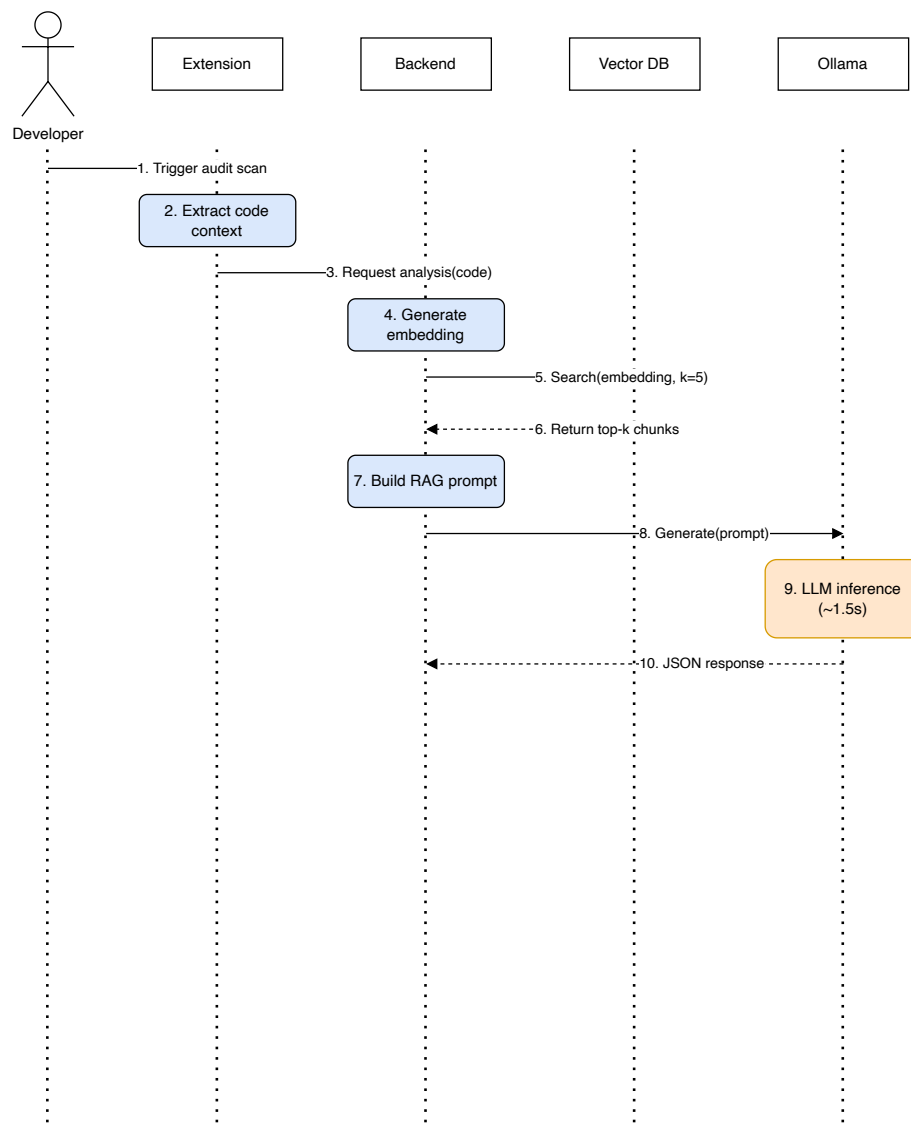 Extension
Backend
Vector DB
Ollama
Developer
1. Trigger audit scan
2. Extract code
context
3. Request analysis(code)
4. Generate
embedding
5. Search(embedding, k=5)
6. Return top-k chunks
7. Build RAG prompt
8. Generate(prompt)
9. LLM inference
(~1.5s)
10. JSON response